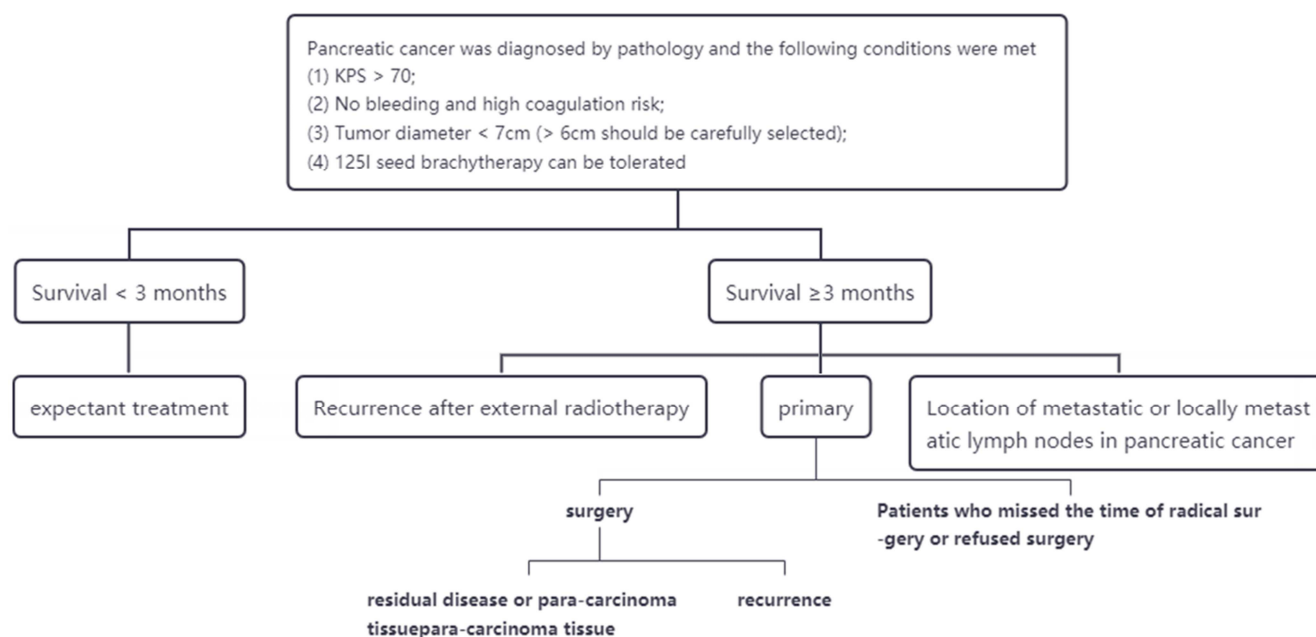 Pancreatic cancer was diagnosed by pathology and the following conditions were met
(1) KPS > 70;
(2) No bleeding and high coagulation risk;
(3) Tumor diameter < 7cm (> 6cm should be carefully selected);
(4) 125I seed brachytherapy can be tolerated
Survival < 3 months
Survival ≥3 months
expectant treatment
Recurrence after external radiotherapy
primary
Location of metastatic or locally metast
atic lymph nodes in pancreatic cancer
surgery
Patients who missed the time of radical sur
-gery or refused surgery
residual disease or para-carcinoma
tissuepara-carcinoma tissue
recurrence